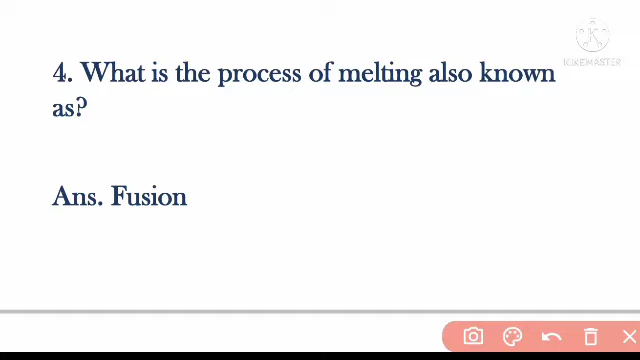 4. What is the process of melting also known
as?
Ans. Fusion
KINEMASTER